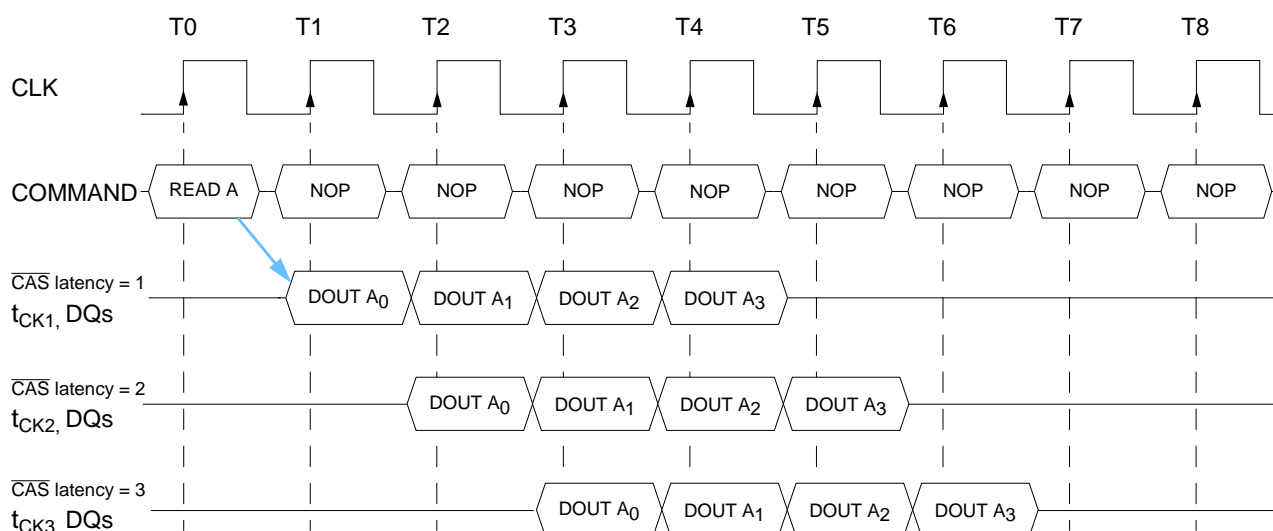 T0 T1 T2 T3 T4 T5 T6 T7 T8
CLK
COMMAND READ A NOP NOP NOP NOP NOP NOP NOP NOP
CAS latency = 1
tCK1, DQs DOUT A0 DOUT A1 DOUT A2 DOUT A3
CAS latency = 2
tCK2, DQs DOUT A0 DOUT A1 DOUT A2 DOUT A3
CAS latency = 3
tCK3, DQs DOUT A0 DOUT A1 DOUT A2 DOUT A3